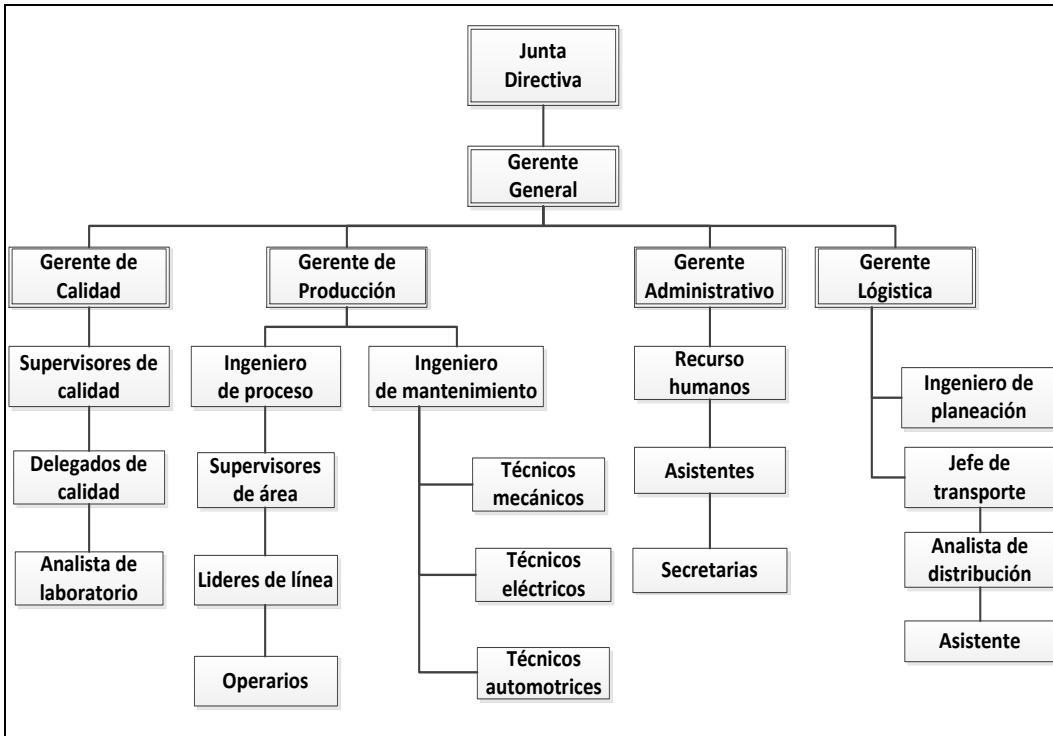 Junta
Directiva
Gerente
General
Gerente de
Calidad
Gerente de
Producción
Gerente
Administrativo
Gerente
Lógistica
Supervisores de
calidad
Ingeniero
de proceso
Ingeniero
de mantenimiento
Recurso
humanos
Ingeniero de
planeación
Delegados de
calidad
Supervisores
de área
Técnicos
mecánicos
Asistentes
Jefe de
transporte
Analista de
laboratorio
Lideres de línea
Técnicos
eléctricos
Secretarias
Analista de
distribución
Operarios
Técnicos
automotrices
Asistente